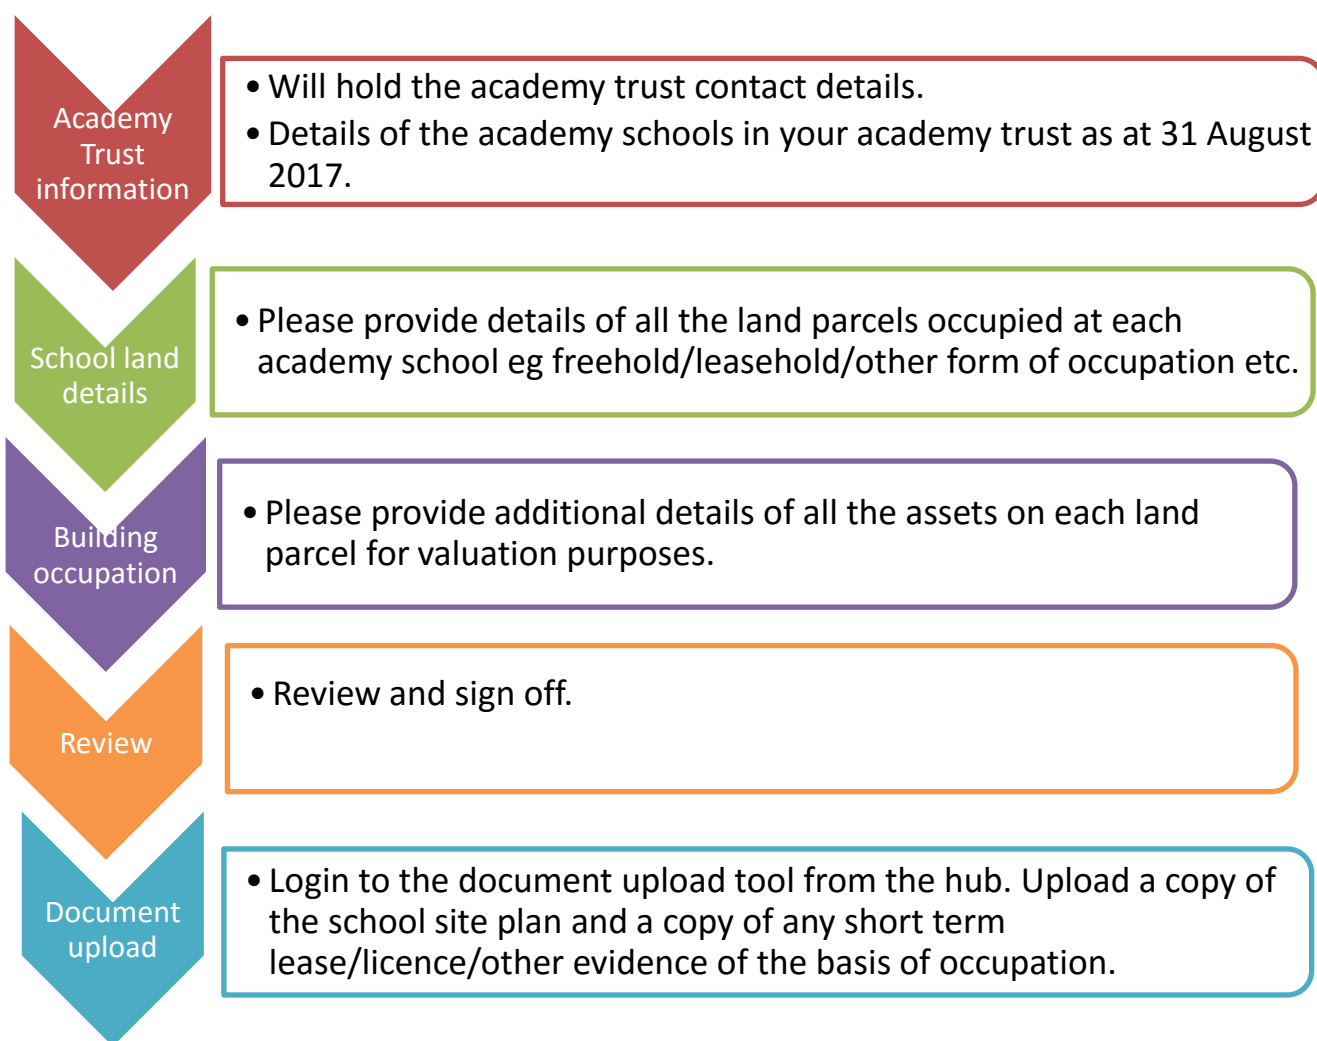 Academy
Trust
information
• Will hold the academy trust contact details.
• Details of the academy schools in your academy trust as at 31 August
2017.
School land
details
• Please provide details of all the land parcels occupied at each
academy school eg freehold/leasehold/other form of occupation etc.
Building
occupation
• Please provide additional details of all the assets on each land
parcel for valuation purposes.
Review
• Review and sign off.
Document
upload
• Login to the document upload tool from the hub. Upload a copy of
the school site plan and a copy of any short term
lease/licence/other evidence of the basis of occupation.